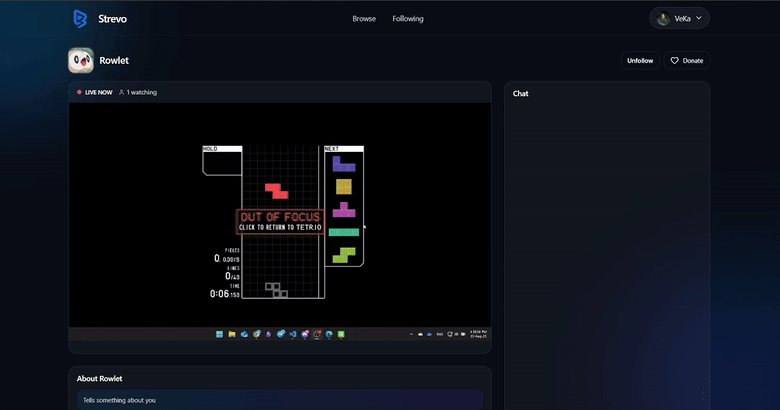 Strevo
Browse
Following
VeKa
Rowlet
Unfollow
Donate
LIVE NOW
1 watching
Chat
HOLD
NEXT
OUT OF FOCUS
CLICK TO RETURN TO TETR.IO
PIECES
0, 0.00/S
LINES
0/40
TIME
0:06.150
About Rowlet
Tells something about you